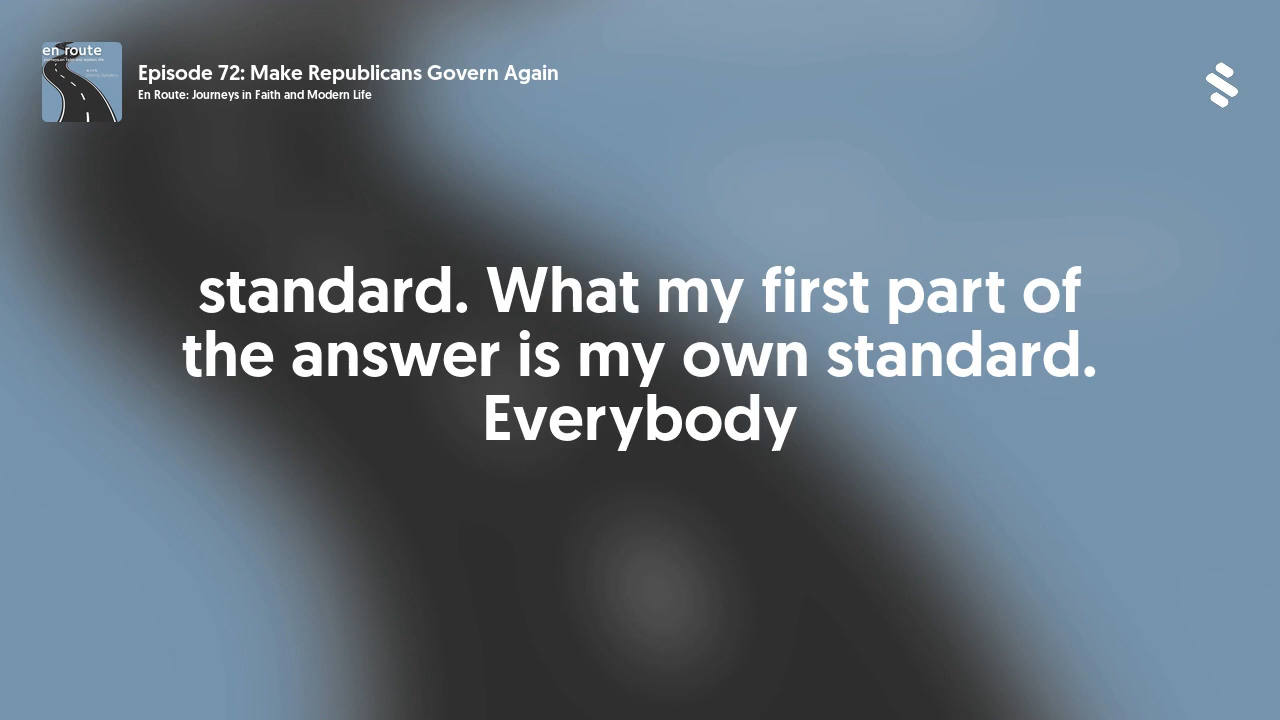 en route
Episode 72: Make Republicans Govern Again
En Route: Journeys in Faith and Modern Life
standard. What my first part of
the answer is my own standard.
Everybody